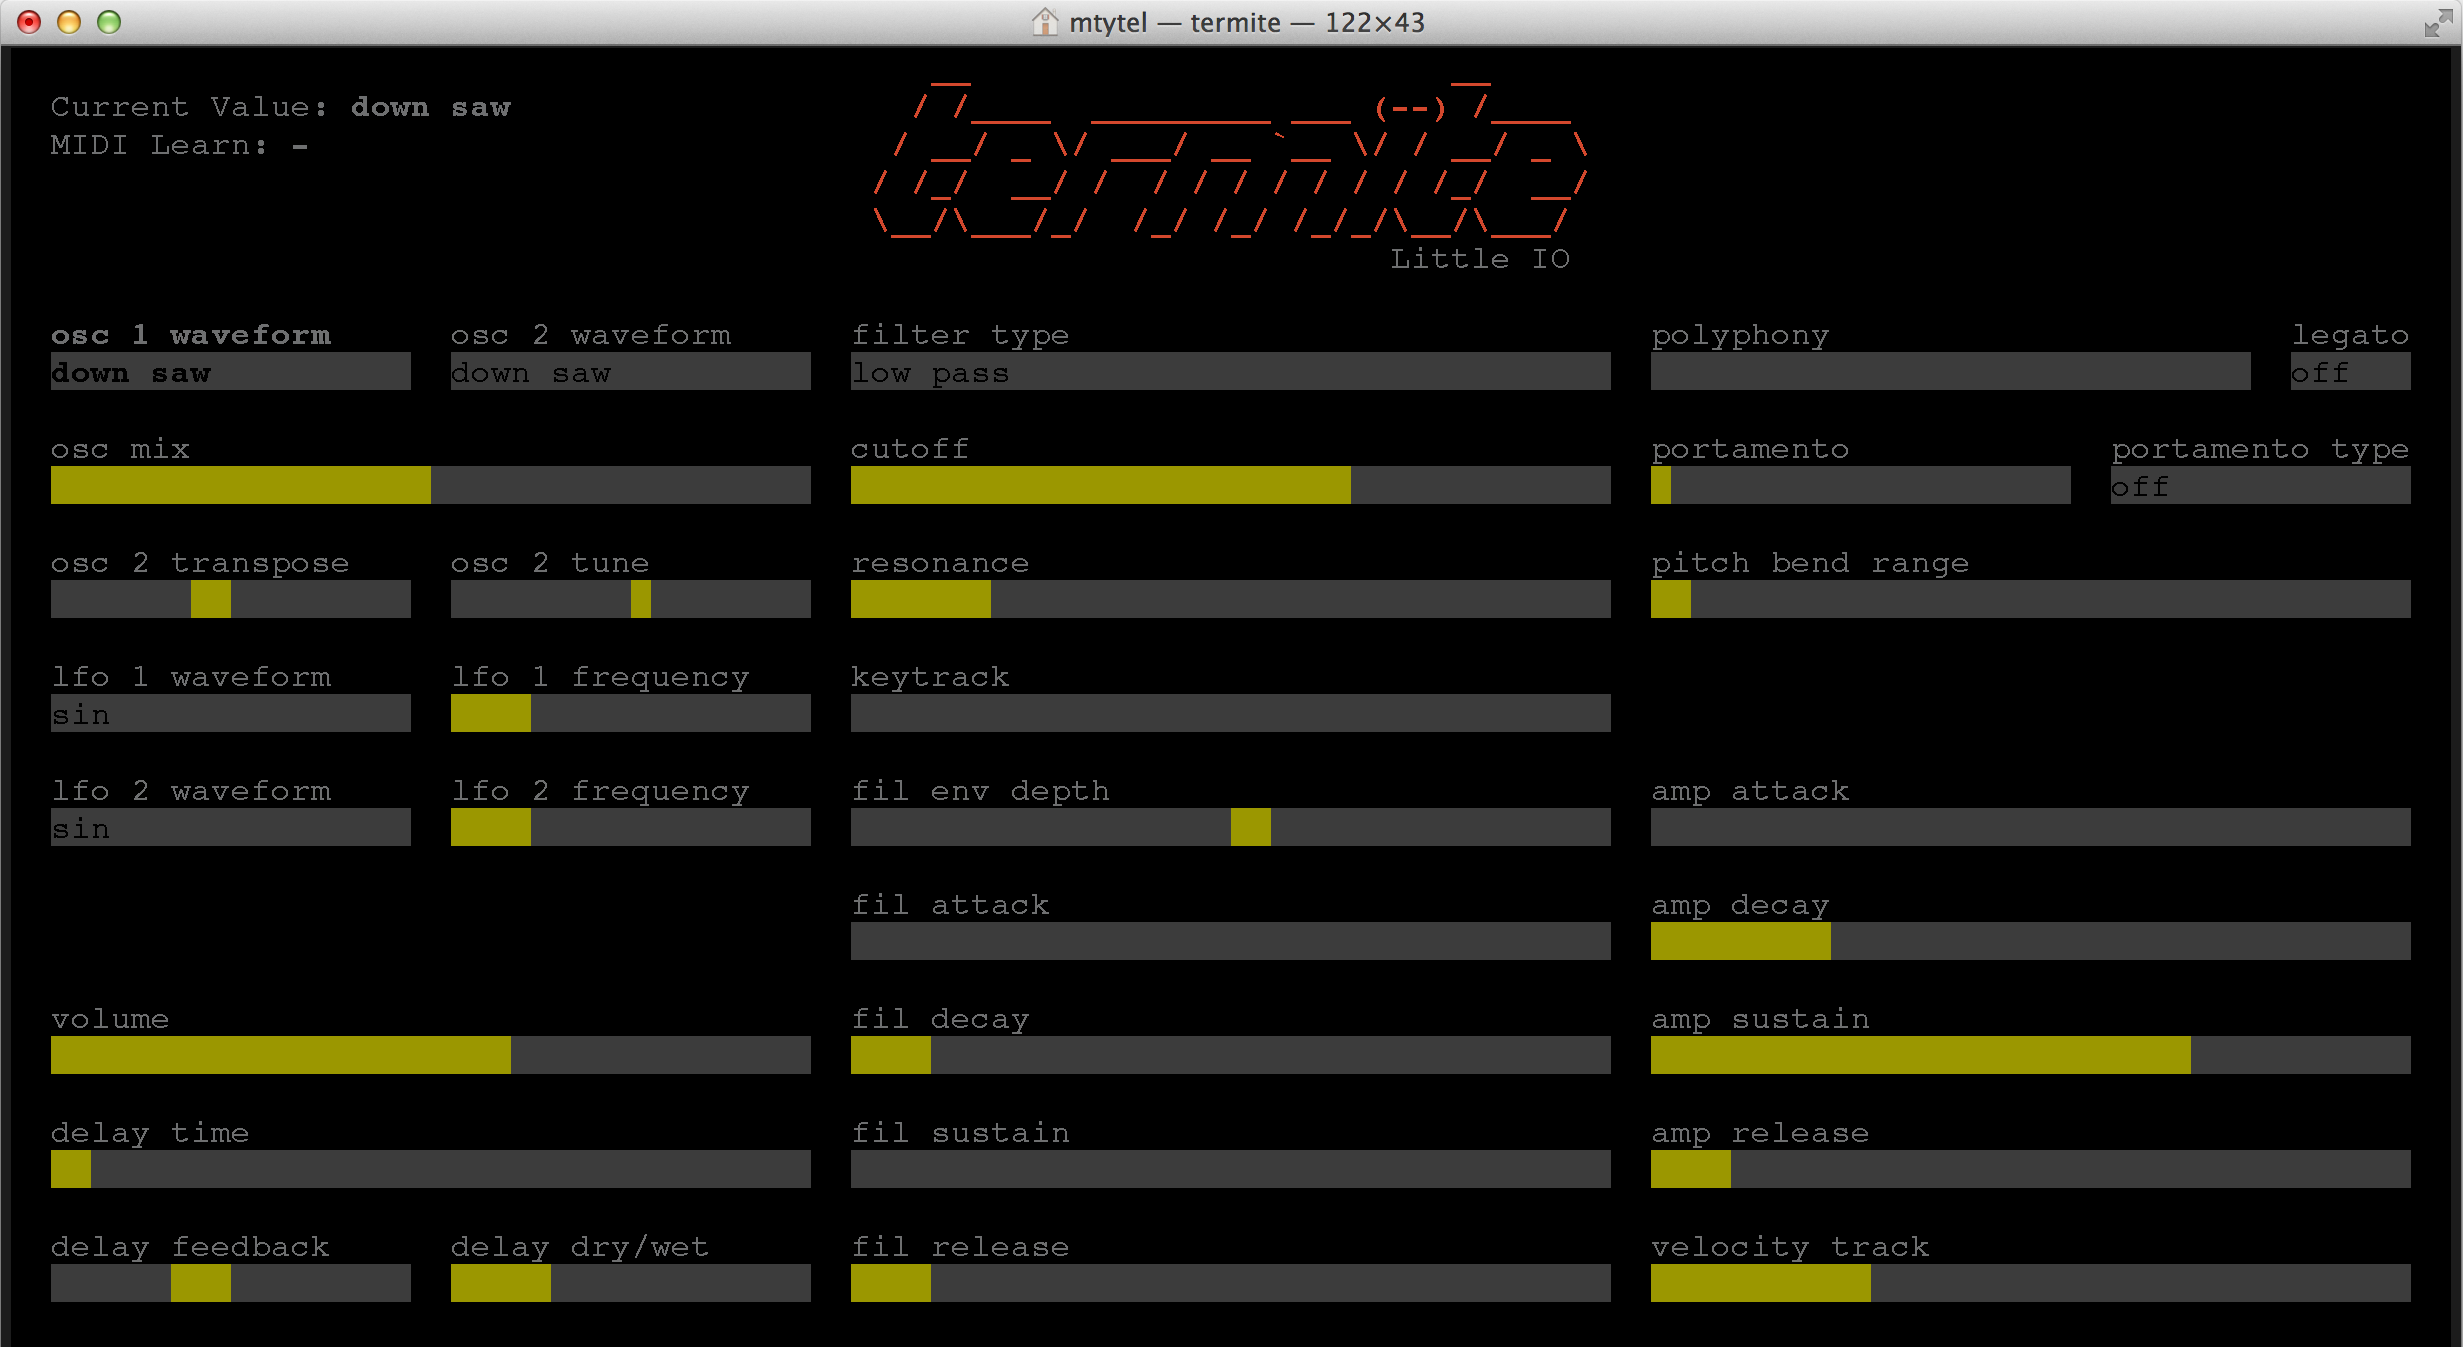 mtytel — termite — 122×43
Current Value: down saw
MIDI Learn: -
termite
Little IO
osc 1 waveform osc 2 waveform filter type polyphony legato
down saw down saw low pass off
osc mix cutoff portamento portamento type
off
osc 2 transpose osc 2 tune resonance pitch bend range
lfo 1 waveform lfo 1 frequency keytrack
sin
lfo 2 waveform lfo 2 frequency fil env depth amp attack
sin
fil attack amp decay
volume fil decay amp sustain
delay time fil sustain amp release
delay feedback delay dry/wet fil release velocity track